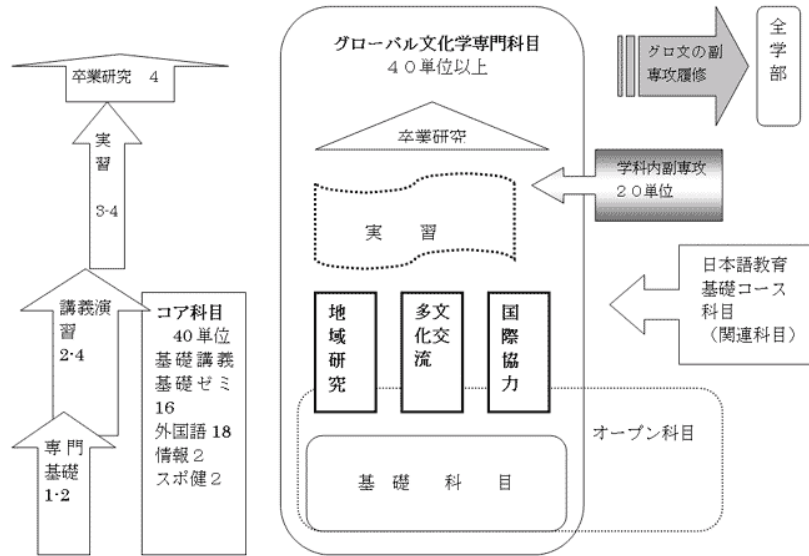 卒業研究 4
実
習
3-4
講義演
習
2-4
専門
基礎
1-2
コア科目
40 単位
基礎講義
基礎ゼミ
16
外国語 18
情報２
スポ健２
グローバル文化学専門科目
４０単位以上
卒業研究
実 習
地域研究
多文化交流
国際協力
基 礎 科 目
オープン科目
グロ文の副
専攻履修
全学部
学科内副専攻
２０単位
日本語教育
基礎コース
科目
（関連科目）